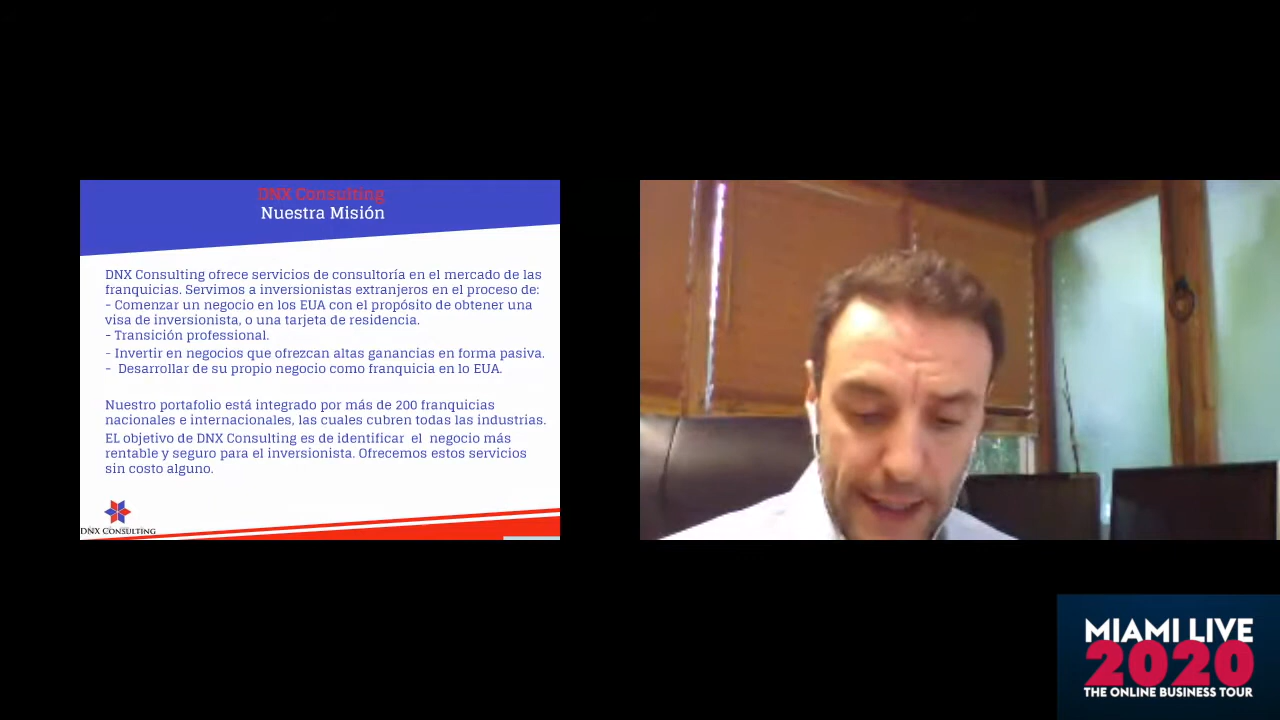 DNX Consulting
Nuestra Misión
DNX Consulting ofrece servicios de consultoría en el mercado de las
franquicias. Servimos a inversionistas extranjeros en el proceso de:
- Comenzar un negocio en los EUA con el propósito de obtener una
visa de inversionista, o una tarjeta de residencia.
- Transición professional.
- Invertir en negocios que ofrezcan altas ganancias en forma pasiva.
- Desarrollar de su propio negocio como franquicia en lo EUA.
Nuestro portafolio está integrado por más de 200 franquicias
nacionales e internacionales, las cuales cubren todas las industrias.
EL objetivo de DNX Consulting es de identificar el negocio más
rentable y seguro para el inversionista. Ofrecemos estos servicios
sin costo alguno.
DNX CONSULTING
MIAMI LIVE
2020
THE ONLINE BUSINESS TOUR